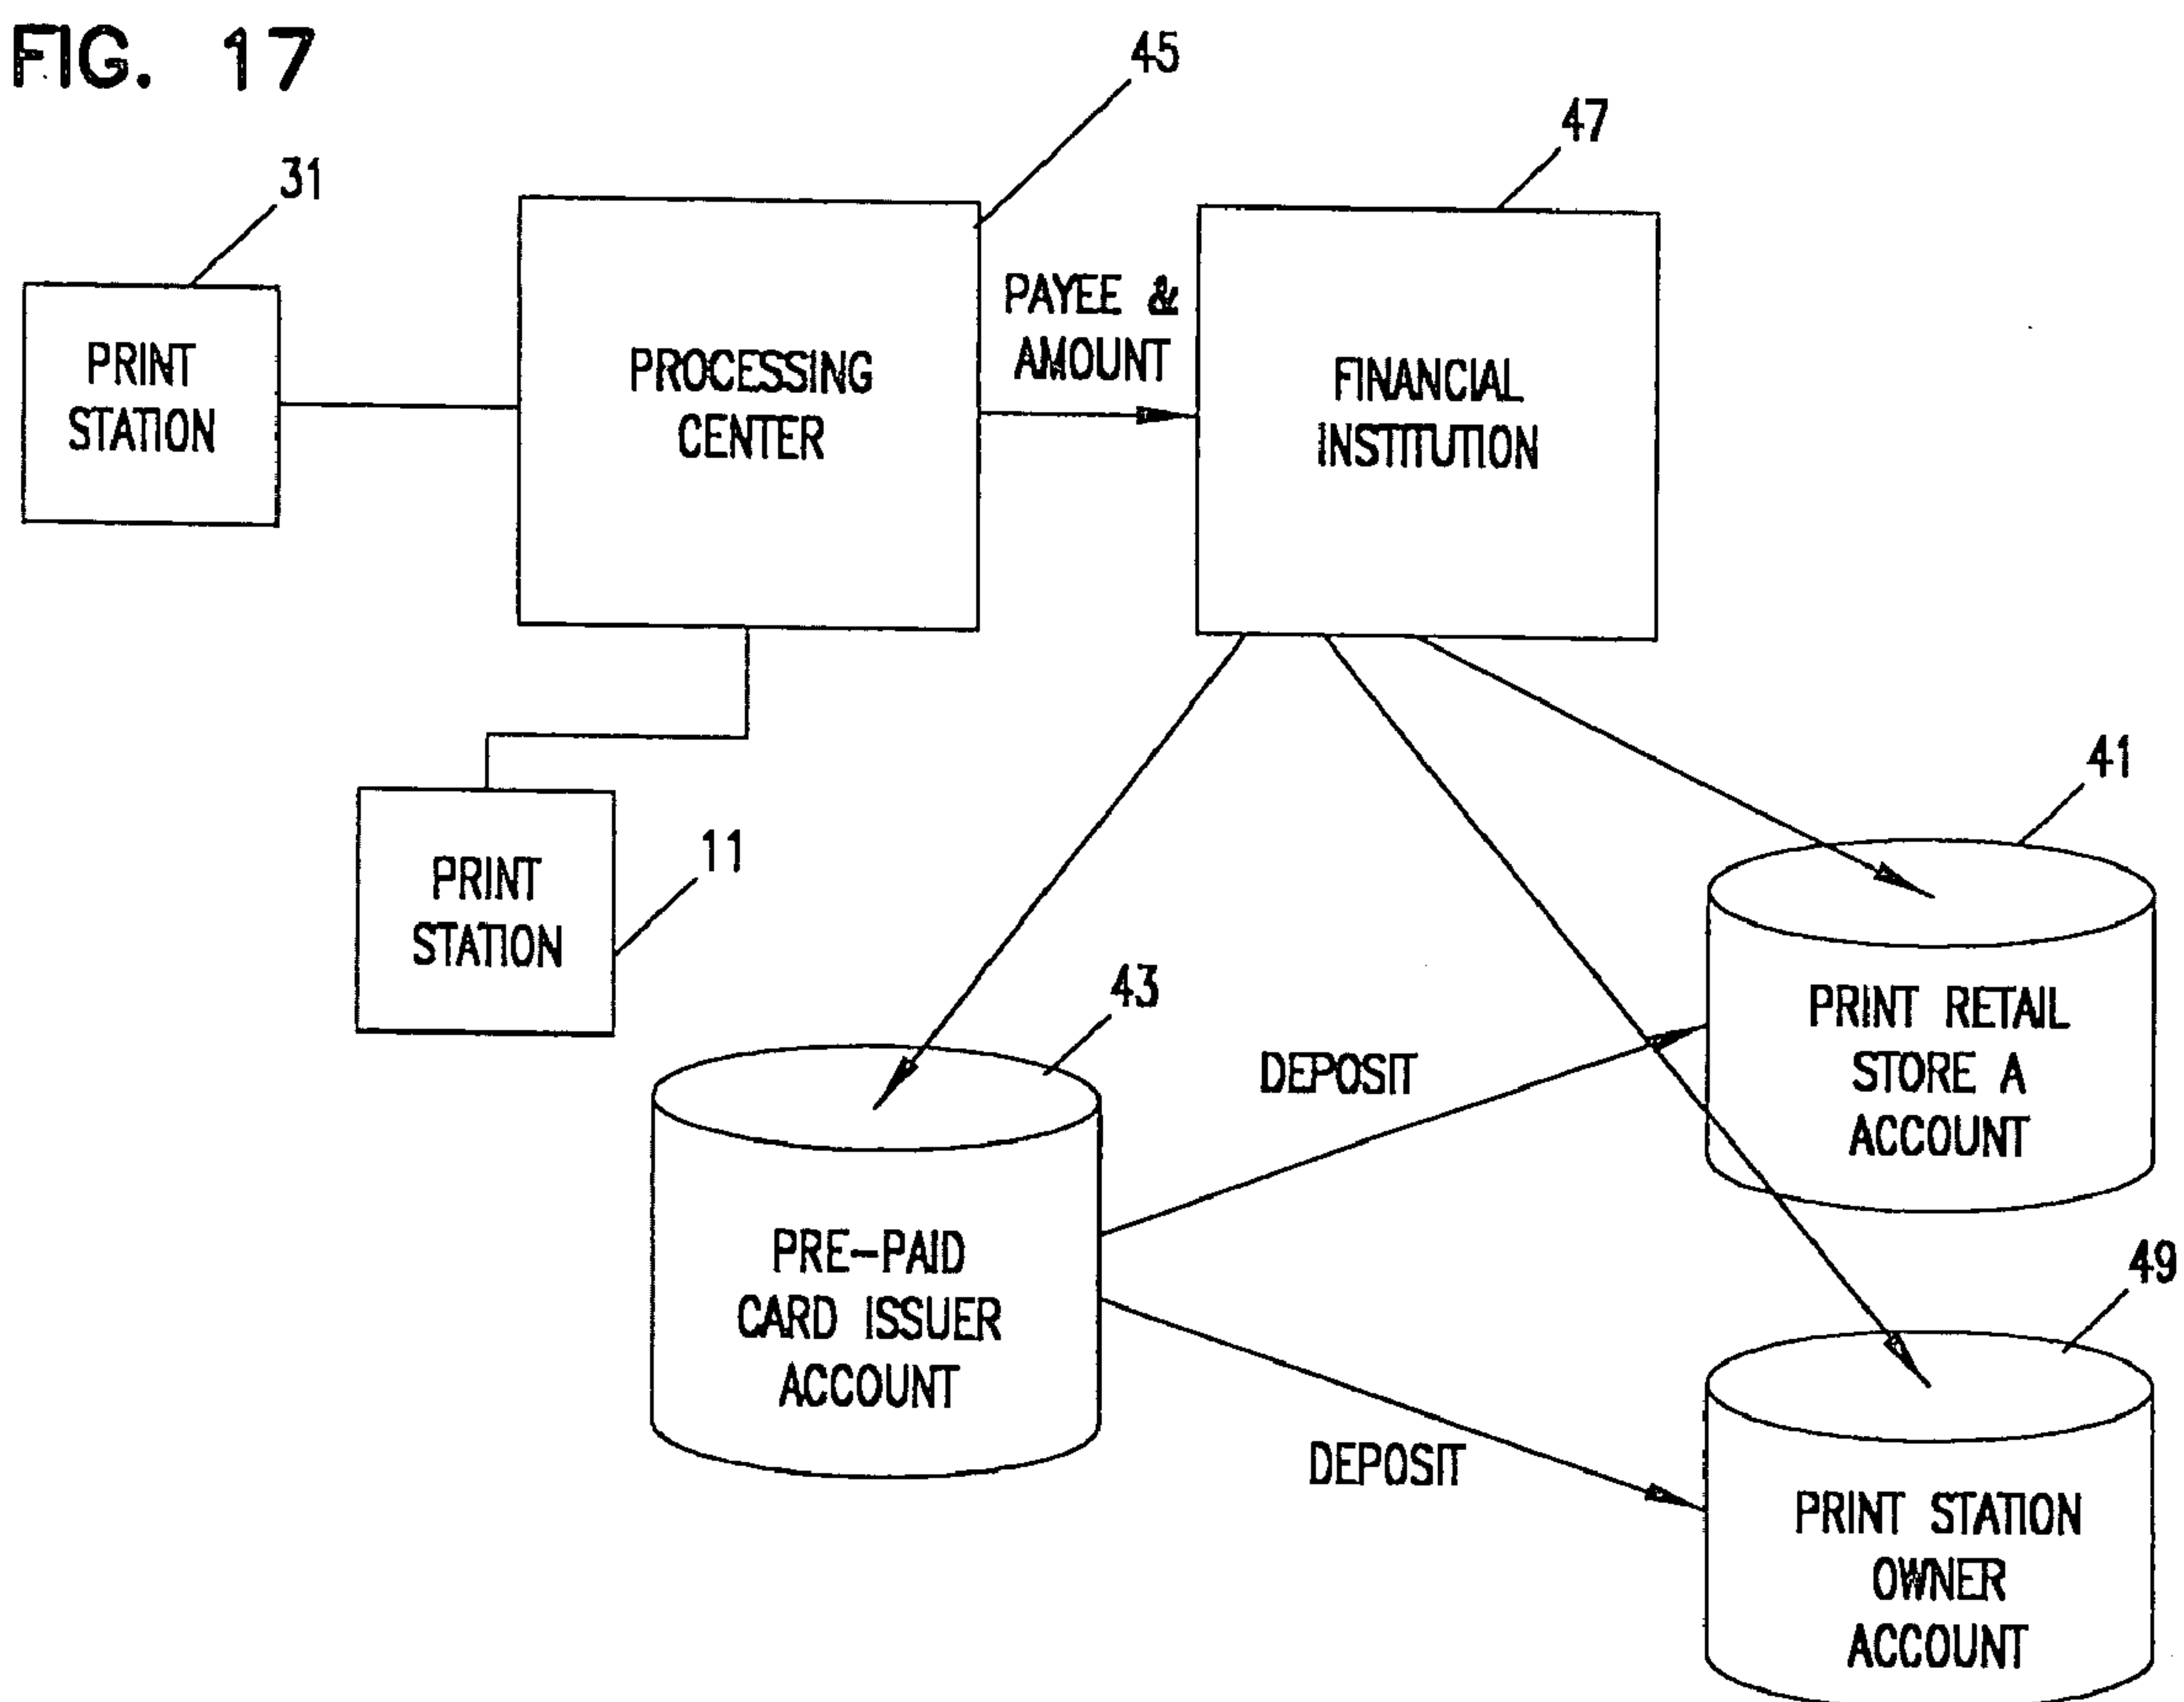 FIG. 17
45
47
31
PRINT
STATION
PROCESSING
CENTER
PAYEE &
AMOUNT
FINANCIAL
INSTITUTION
PRINT
STATION
11
41
43
PRINT RETAIL
STORE A
ACCOUNT
DEPOSIT
PRE-PAID
CARD ISSUER
ACCOUNT
49
DEPOSIT
PRINT STATION
OWNER
ACCOUNT